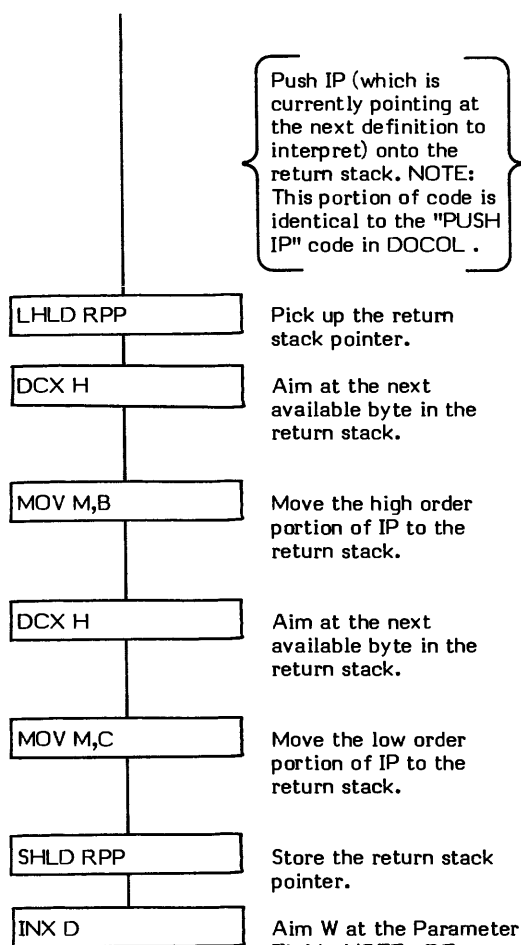 Push IP (which is
currently pointing at
the next definition to
interpret) onto the
return stack. NOTE:
This portion of code is
identical to the "PUSH
IP" code in DOCOL .
LHLD RPP
Pick up the return
stack pointer.
DCX H
Aim at the next
available byte in the
return stack.
MOV M,B
Move the high order
portion of IP to the
return stack.
DCX H
Aim at the next
available byte in the
return stack.
MOV M,C
Move the low order
portion of IP to the
return stack.
SHLD RPP
Store the return stack
pointer.
INX D
Aim W at the Parameter